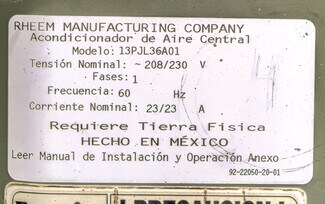 RHEEM MANUFACTURING COMPANY
Acondicionador de Aire Central
Modelo: 13PJL36A01
Tensión Nominal: ~ 208/230 V
Fases: 1
Frecuencia: 60 Hz
Corriente Nominal: 23/23 A
Requiere Tierra Fisica
HECHO EN MÉXICO
Leer Manual de Instalación y Operación Anexo
92-22050-20-01